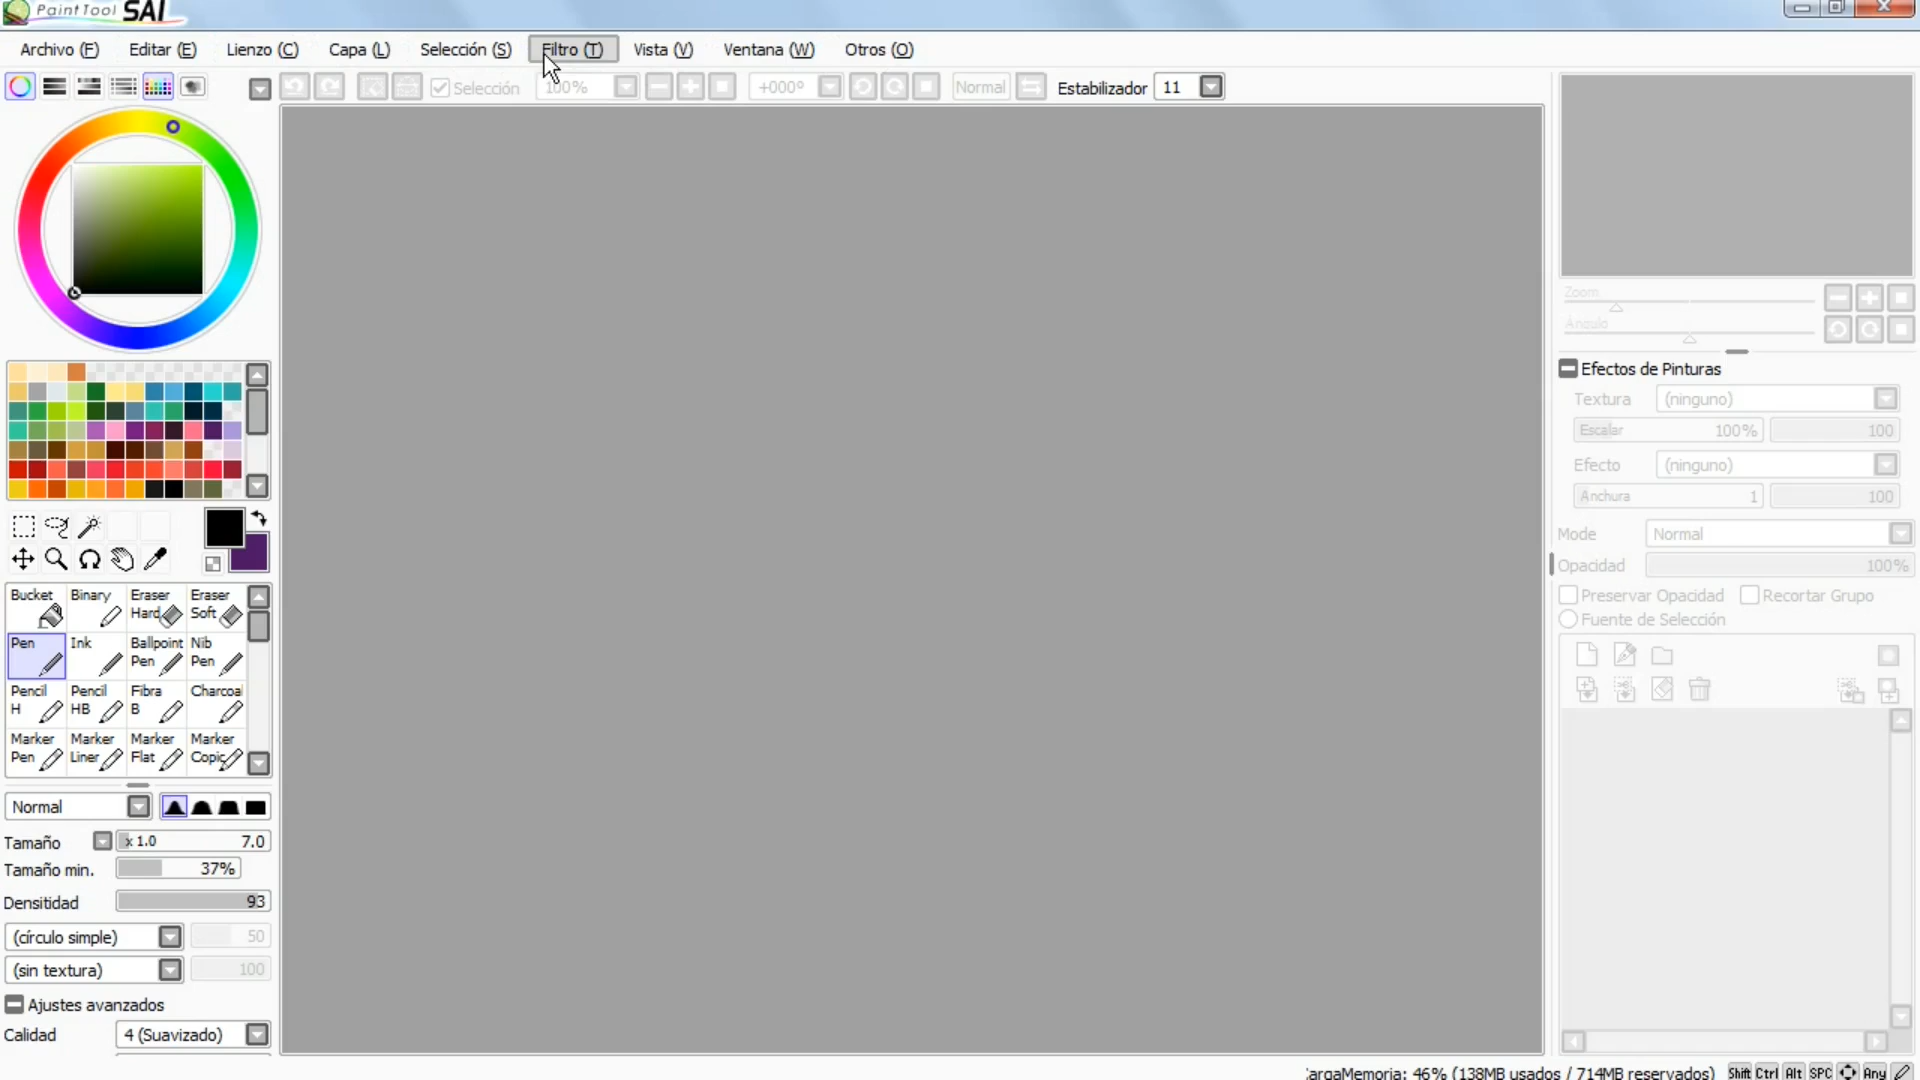 PaintTool SAI
Archivo (F) Editar (E) Lienzo (C) Capa (L) Selección (S) Filtro (T) Vista (V) Ventana (W) Otros (O)
Selección 100% +000º Normal Estabilizador 11
Zoom
Ángulo
Efectos de Pinturas
Textura (ninguno)
Escalar 100% 100
Efecto (ninguno)
Anchura 1 100
Mode Normal
Opacidad 100%
Preservar Opacidad Recortar Grupo
Fuente de Selección
Bucket Binary Eraser Hard Eraser Soft
Pen Ink Ballpoint Pen Nib Pen
Pencil H Pencil HB Fibra B Charcoal
Marker Pen Marker Liner Marker Flat Marker Copic
Normal
Tamaño x 1.0 7.0
Tamaño min. 37%
Densitidad 93
(círculo simple) 50
(sin textura) 100
Ajustes avanzados
Calidad 4 (Suavizado)
CargaMemoria: 46% (138MB usados / 714MB reservados) Shift Ctrl Alt SPC Any